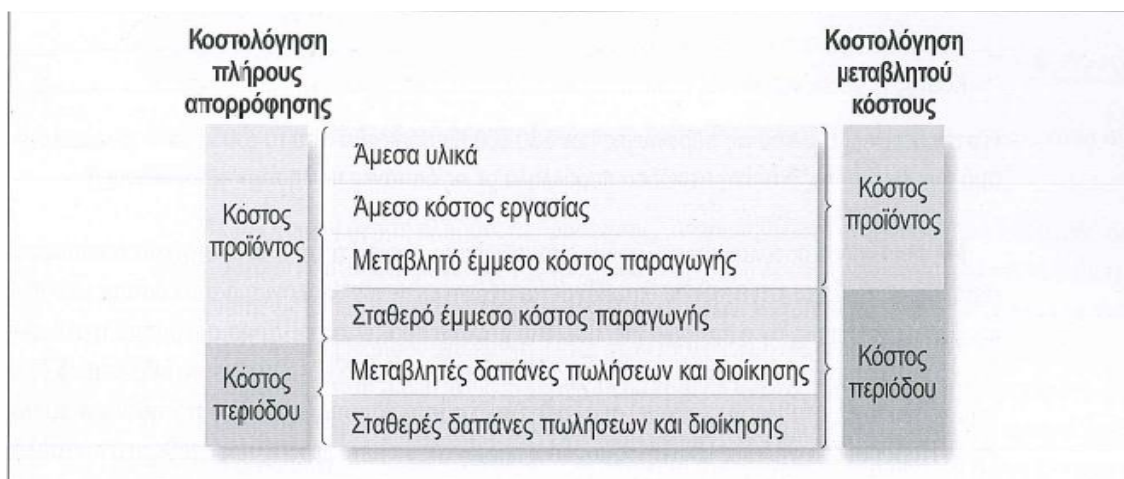 Κοστολόγηση
πλήρους
απορρόφησης
Κοστολόγηση
μεταβλητού
κόστους
Κόστος
προϊόντος
Κόστος
περιόδου
Άμεσα υλικά
Άμεσο κόστος εργασίας
Μεταβλητό έμμεσο κόστος παραγωγής
Σταθερό έμμεσο κόστος παραγωγής
Μεταβλητές δαπάνες πωλήσεων και διοίκησης
Σταθερές δαπάνες πωλήσεων και διοίκησης
Κόστος
προϊόντος
Κόστος
περιόδου